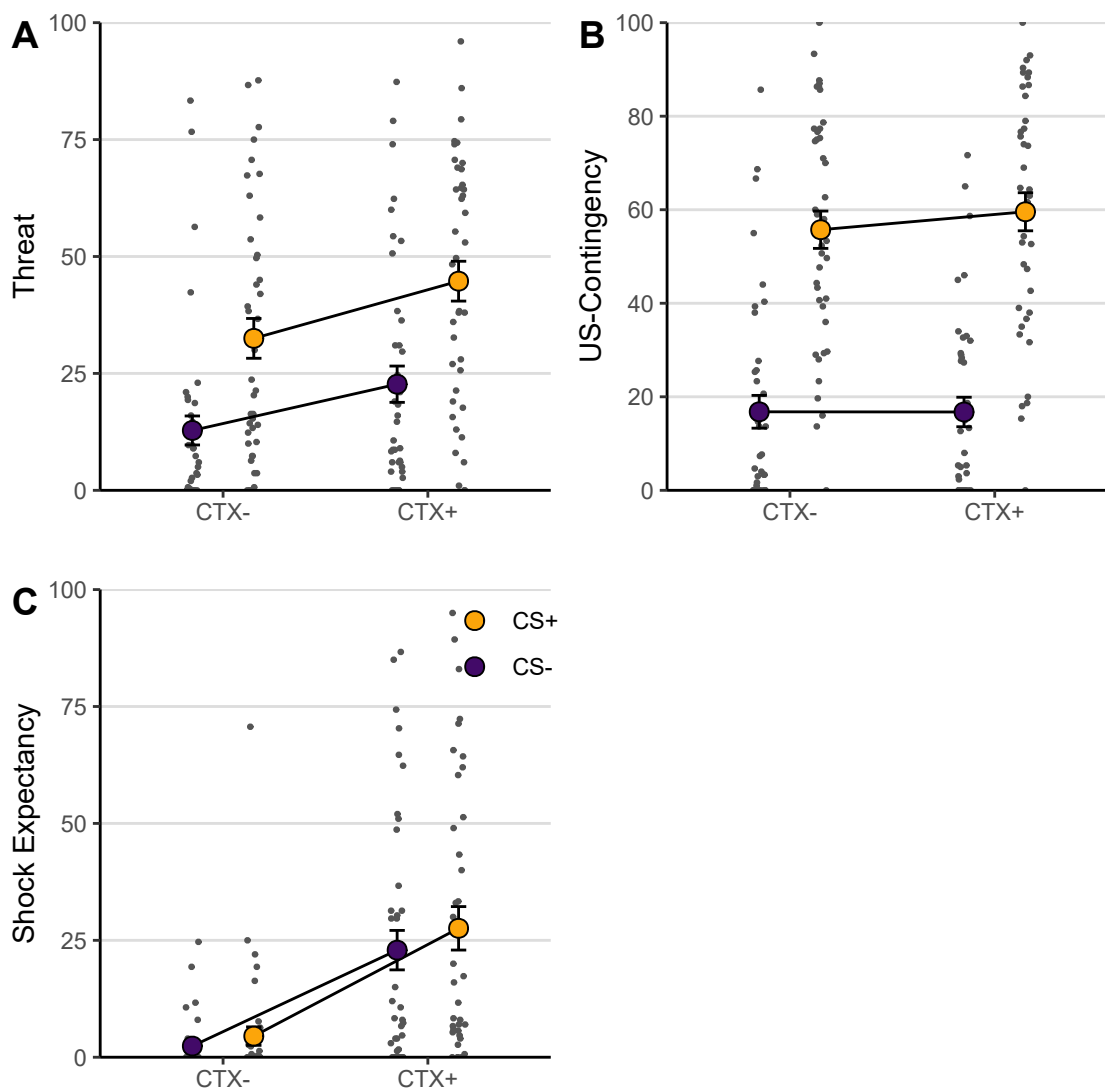 A
Threat
100
75
50
25
0
CTX-
CTX+
B
US-Contingency
100
80
60
40
20
0
CTX-
CTX+
C
Shock Expectancy
100
75
50
25
0
CTX-
CTX+
CS+
CS-